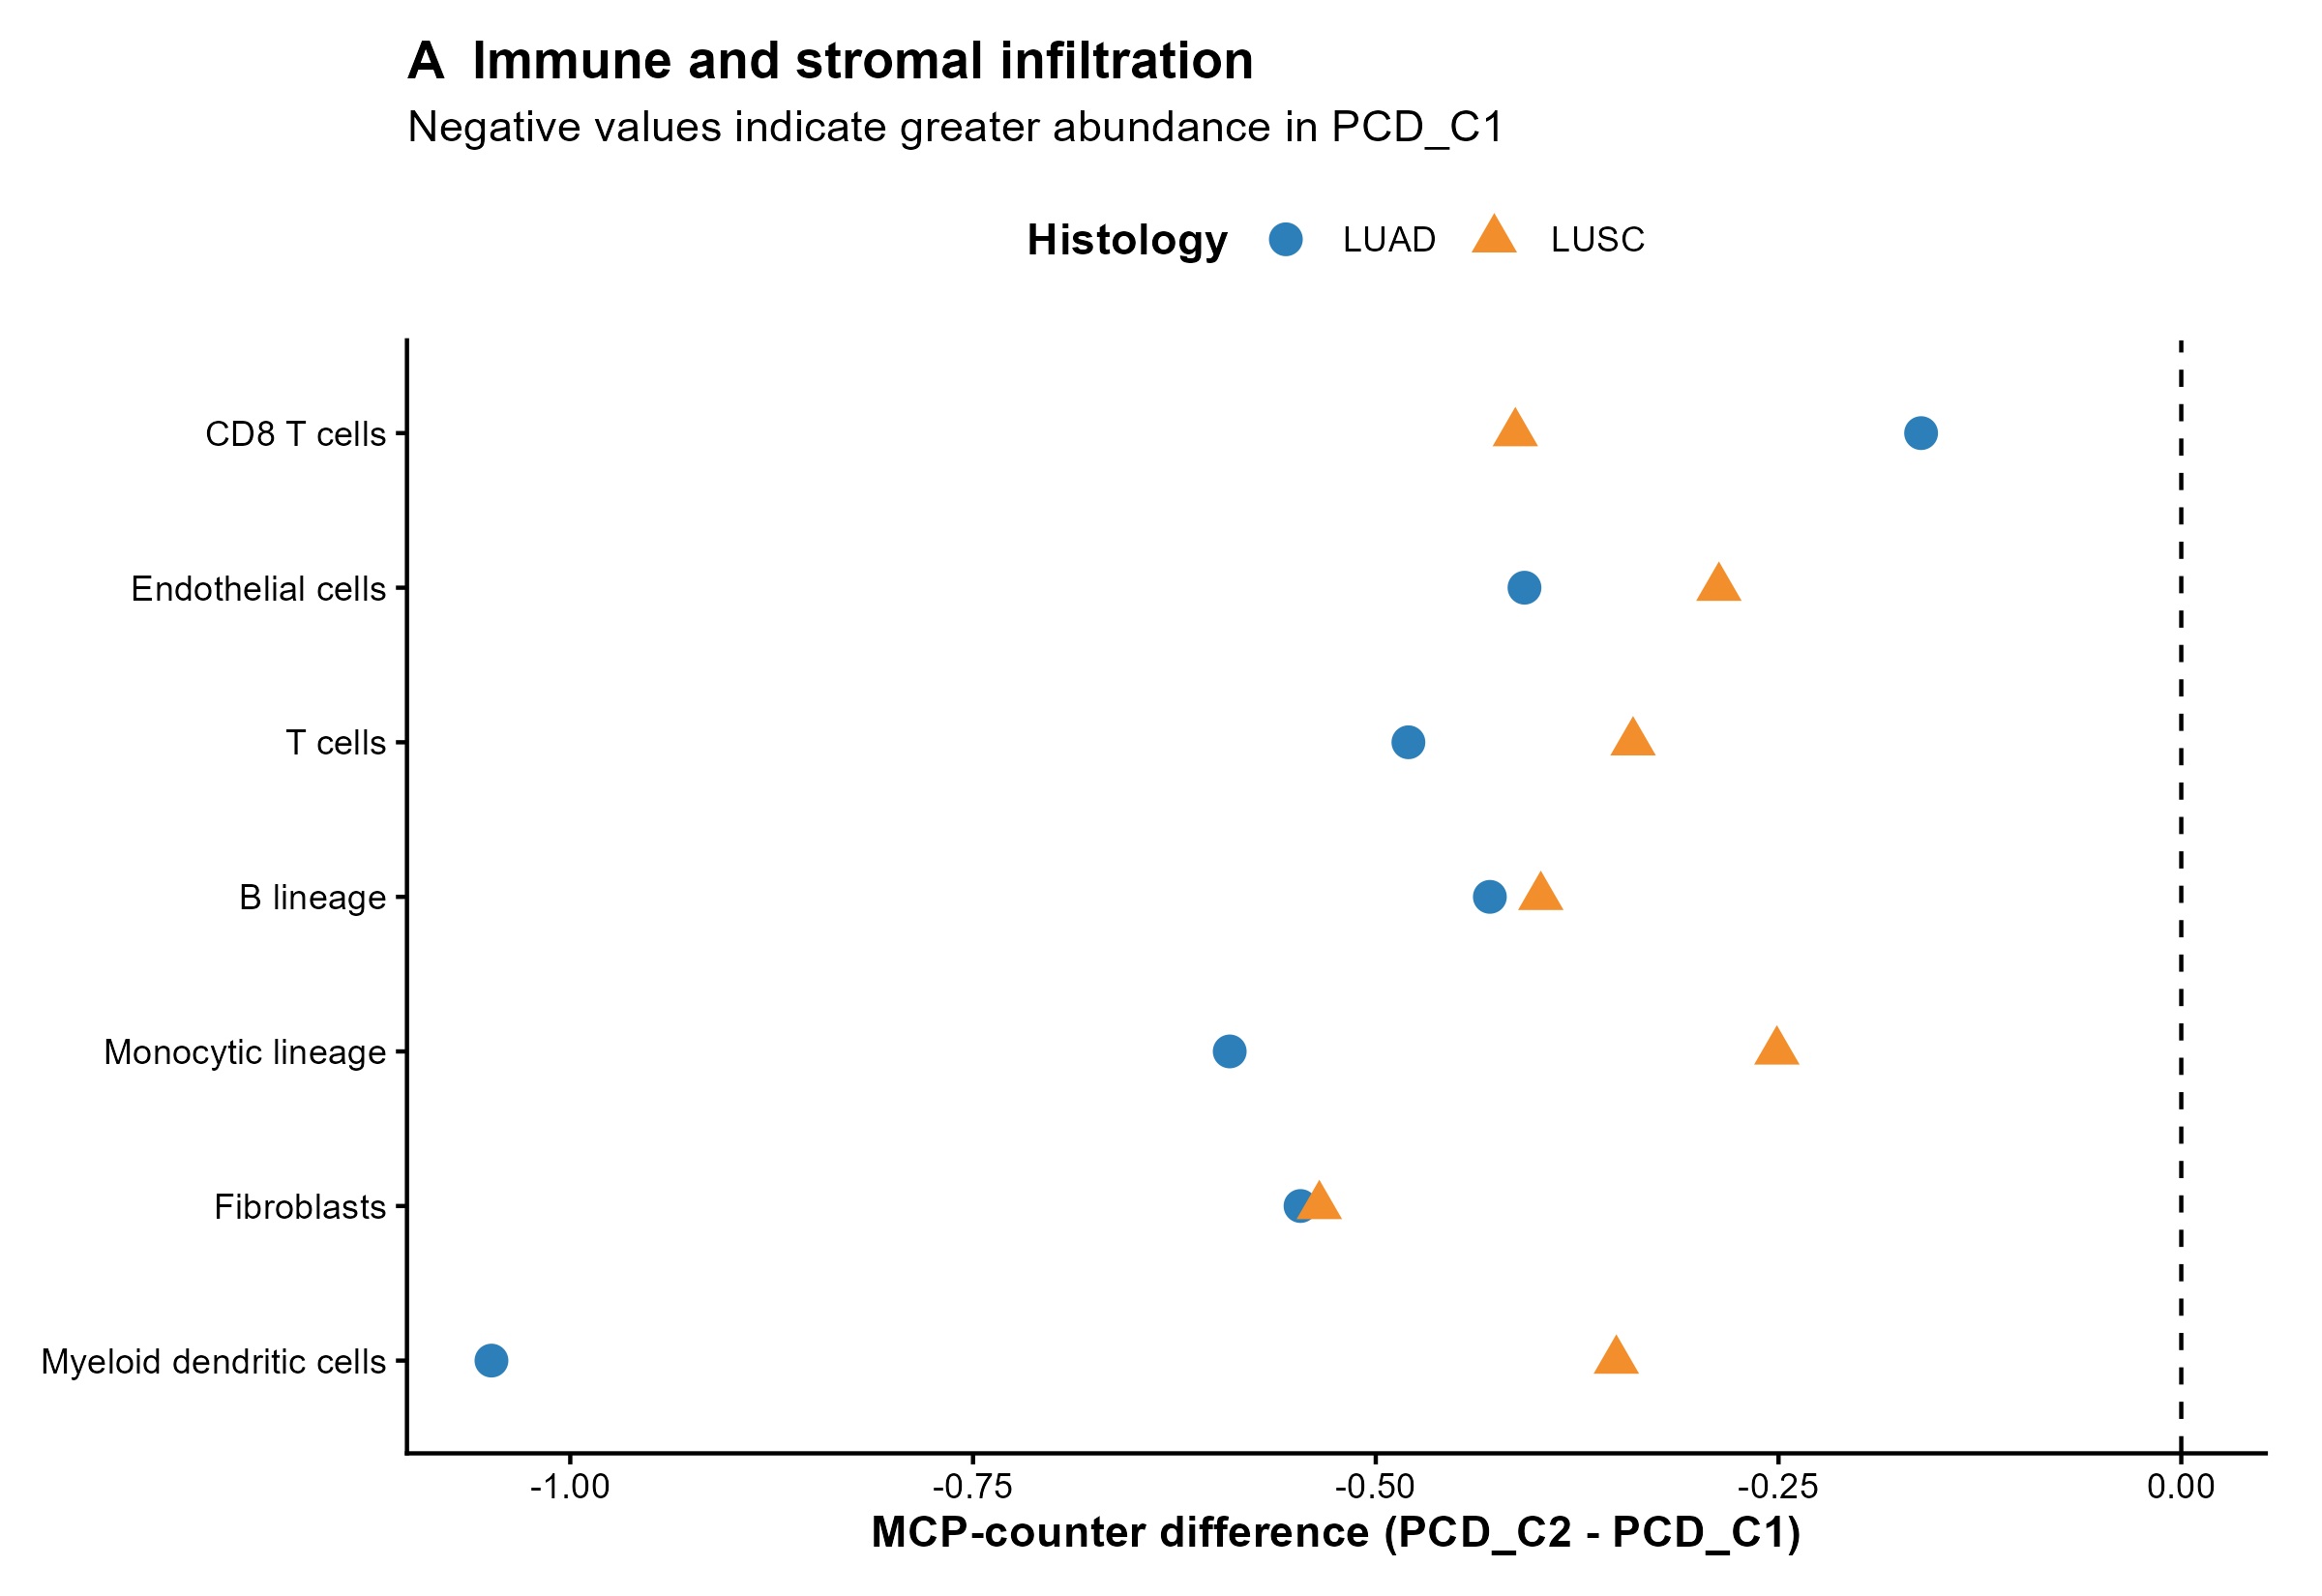 A Immune and stromal infiltration
Negative values indicate greater abundance in PCD_C1
Histology LUAD LUSC
CD8 T cells
Endothelial cells
T cells
B lineage
Monocytic lineage
Fibroblasts
Myeloid dendritic cells
-1.00 -0.75 -0.50 -0.25 0.00
MCP-counter difference (PCD_C2 - PCD_C1)